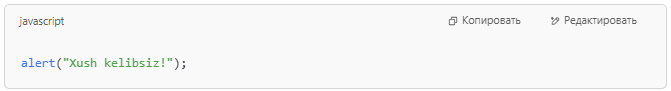 javascript Копировать Редактировать
alert("Xush kelibsiz!");